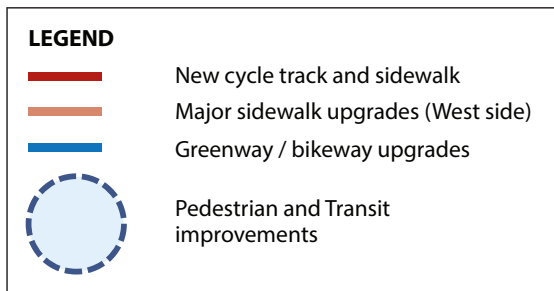 LEGEND
New cycle track and sidewalk
Major sidewalk upgrades (West side)
Greenway / bikeway upgrades
Pedestrian and Transit
improvements